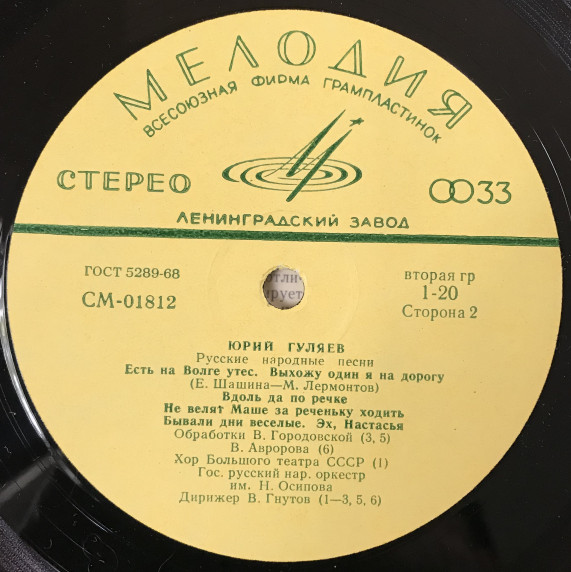 МЕЛОДИЯ
ВСЕСОЮЗНАЯ ФИРМА ГРАМПЛАСТИНОК
СТЕРЕО
33
ЛЕНИНГРАДСКИЙ ЗАВОД
ГОСТ 5289-68
СМ-01812
вторая гр
1-20
Сторона 2
ЮРИЙ ГУЛЯЕВ
Русские народные песни
Есть на Волге утес. Выхожу один я на дорогу
(Е. Шашина—М. Лермонтов)
Вдоль да по речке
Не велят Маше за реченьку ходить
Бывали дни веселые. Эх, Настасья
Обработки В. Городовской (3, 5)
В. Авророва (6)
Хор Большого театра СССР (1)
Гос. русский нар. оркестр
им. Н. Осипова
Дирижер В. Гнутов (1—3, 5, 6)